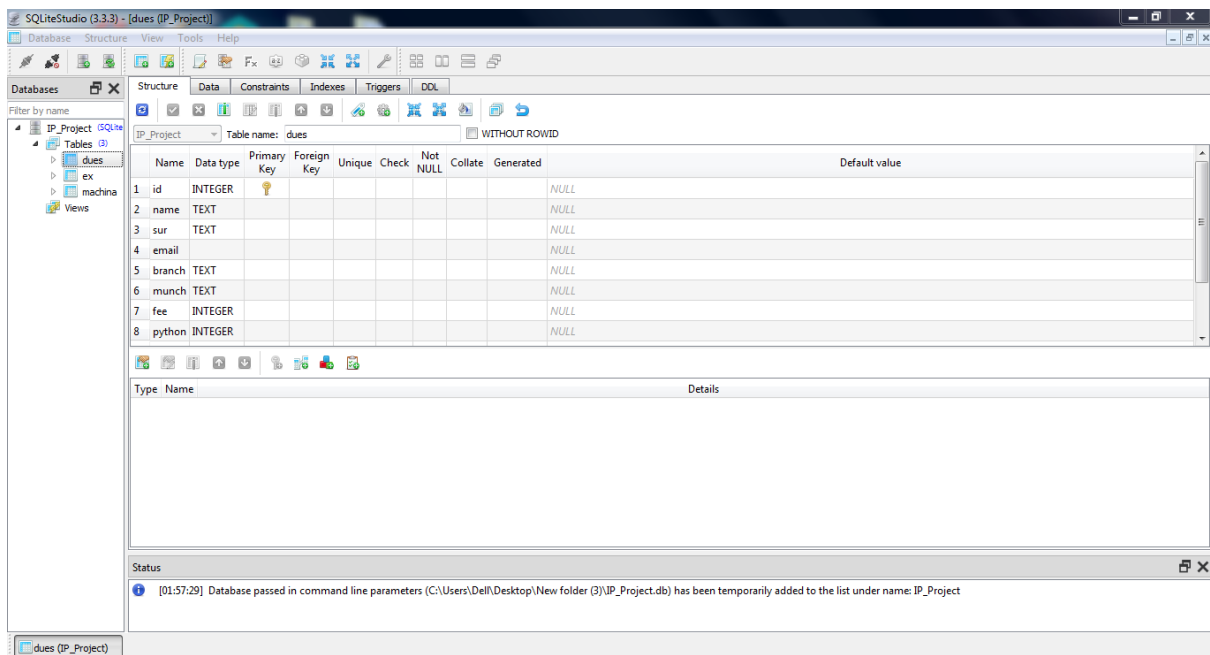 SQLiteStudio (3.3.3) - [dues (IP_Project)]
Database Structure View Tools Help
Databases
Structure Data Constraints Indexes Triggers DDL
Filter by name
IP_Project (SQLite
Tables (3)
dues
ex
machina
Views
IP_Project Table name: dues WITHOUT ROWID
Name Data type Primary Key Foreign Key Unique Check Not NULL Collate Generated Default value
1 id INTEGER NULL
2 name TEXT NULL
3 sur TEXT NULL
4 email NULL
5 branch TEXT NULL
6 munch TEXT NULL
7 fee INTEGER NULL
8 python INTEGER NULL
Type Name Details
Status
[01:57:29] Database passed in command line parameters (C:\Users\Dell\Desktop\New folder (3)\IP_Project.db) has been temporarily added to the list under name: IP_Project
dues (IP_Project)